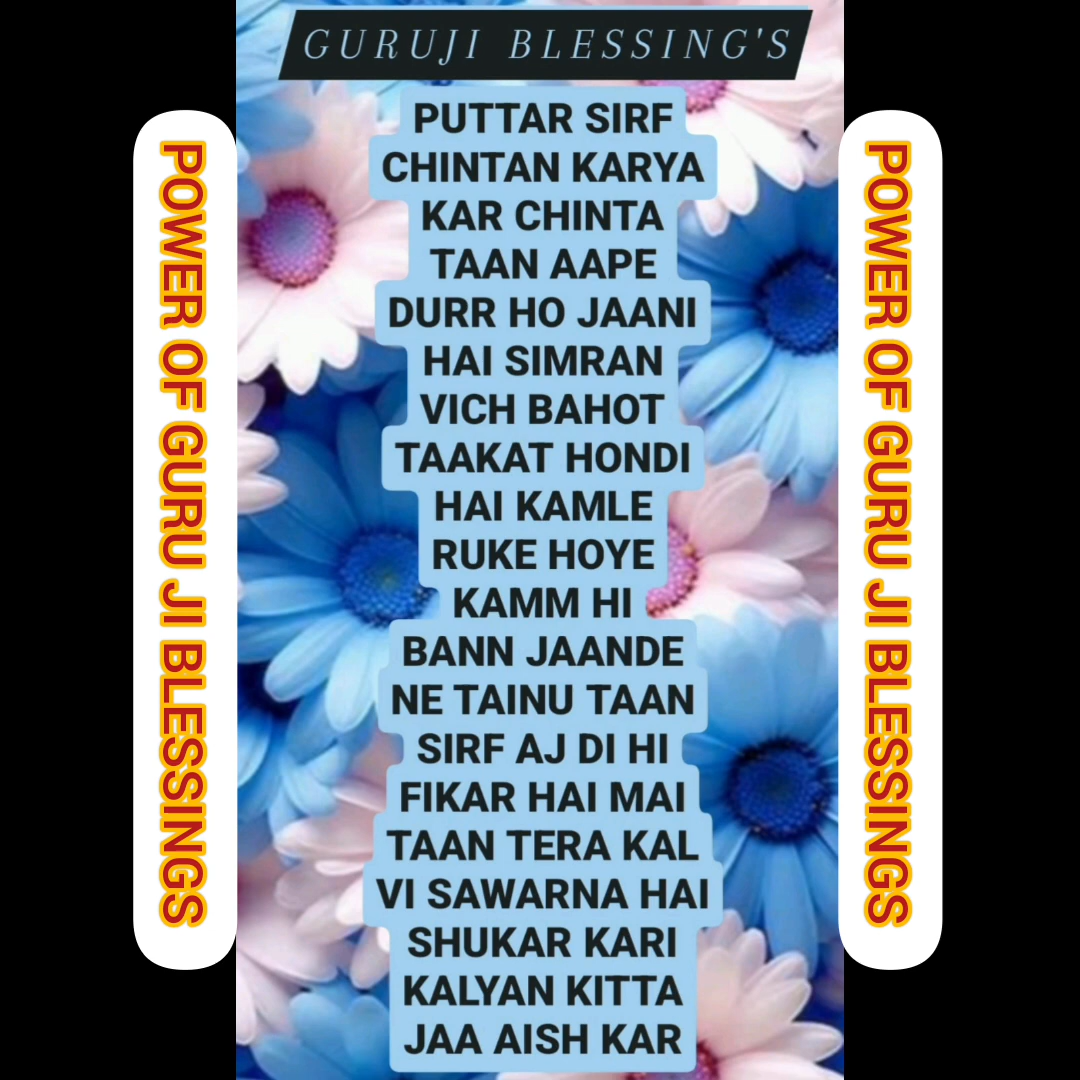 GURUJI BLESSING'S
PUTTAR SIRF
CHINTAN KARYA
KAR CHINTA
TAAN AAPE
DURR HO JAANI
HAI SIMRAN
VICH BAHOT
TAAKAT HONDI
HAI KAMLE
RUKE HOYE
KAMM HI
BANN JAANDE
NE TAINU TAAN
SIRF AJ DI HI
FIKAR HAI MAI
TAAN TERA KAL
VI SAWARNA HAI
SHUKAR KARI
KALYAN KITTA
JAA AISH KAR
POWER OF GURU JI BLESSINGS
POWER OF GURU JI BLESSINGS